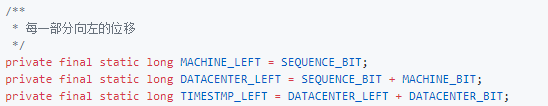 /**
* 每一部分向左的位移
*/
private final static long MACHINE_LEFT = SEQUENCE_BIT;
private final static long DATACENTER_LEFT = SEQUENCE_BIT + MACHINE_BIT;
private final static long TIMESTMP_LEFT = DATACENTER_LEFT + DATACENTER_BIT;